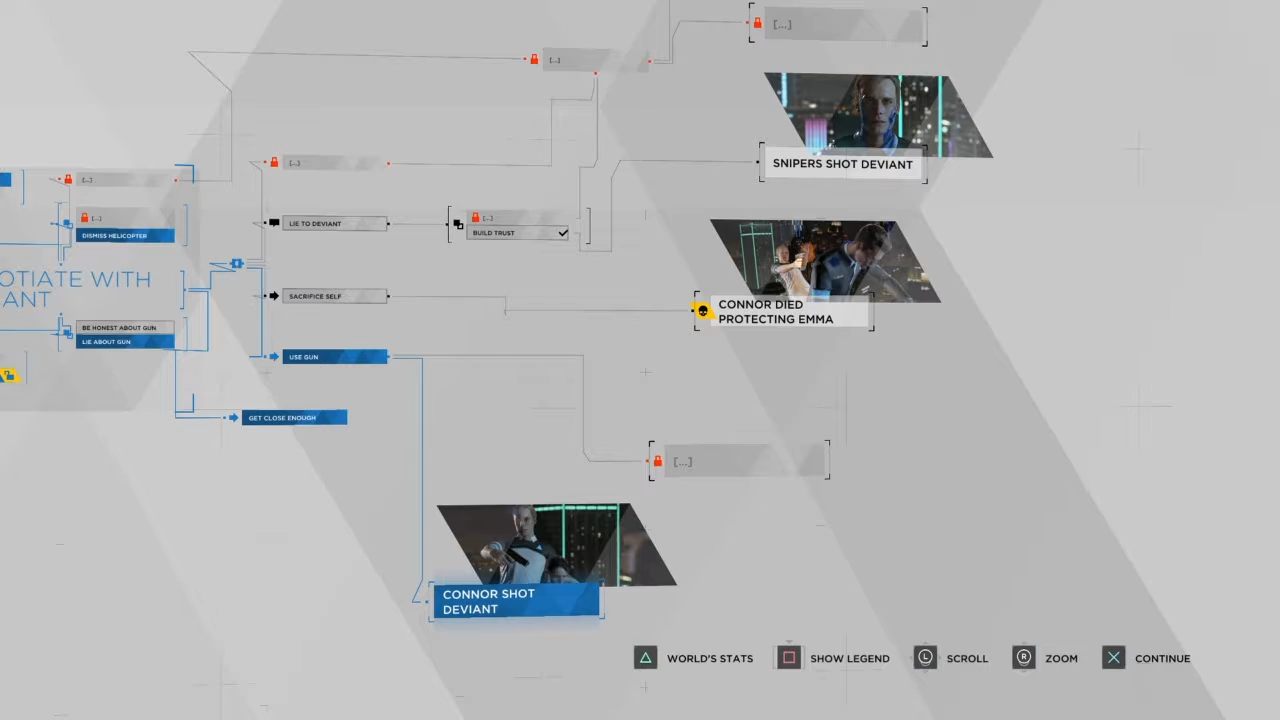 [...]
[...]
SNIPERS SHOT DEVIANT
[...]
[...]
[...]
DISMISS HELICOPTER
LIE TO DEVIANT
[...]
BUILD TRUST
OTIATE WITH
ANT
SACRIFICE SELF
CONNOR DIED
PROTECTING EMMA
BE HONEST ABOUT GUN
LIE ABOUT GUN
USE GUN
GET CLOSE ENOUGH
[...]
CONNOR SHOT
DEVIANT
WORLD'S STATS
SHOW LEGEND
L
SCROLL
R
ZOOM
CONTINUE